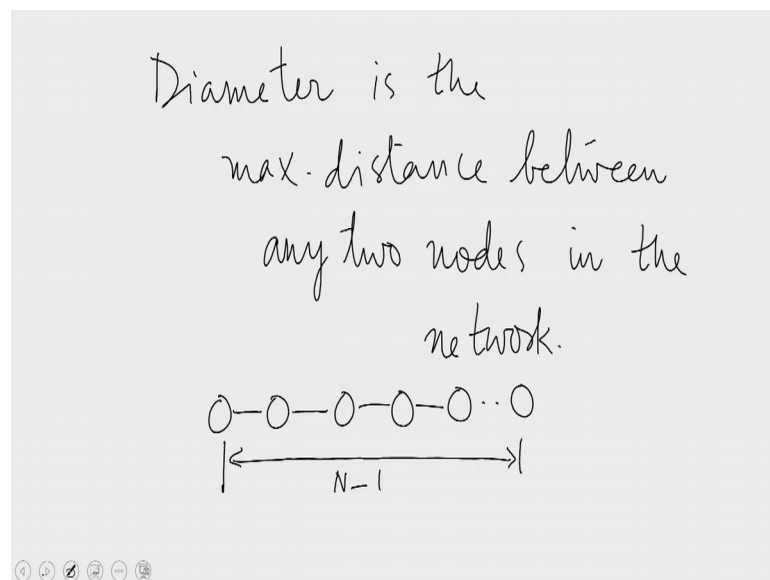 Diameter is the
max. distance between
any two nodes in the
network.
N-1